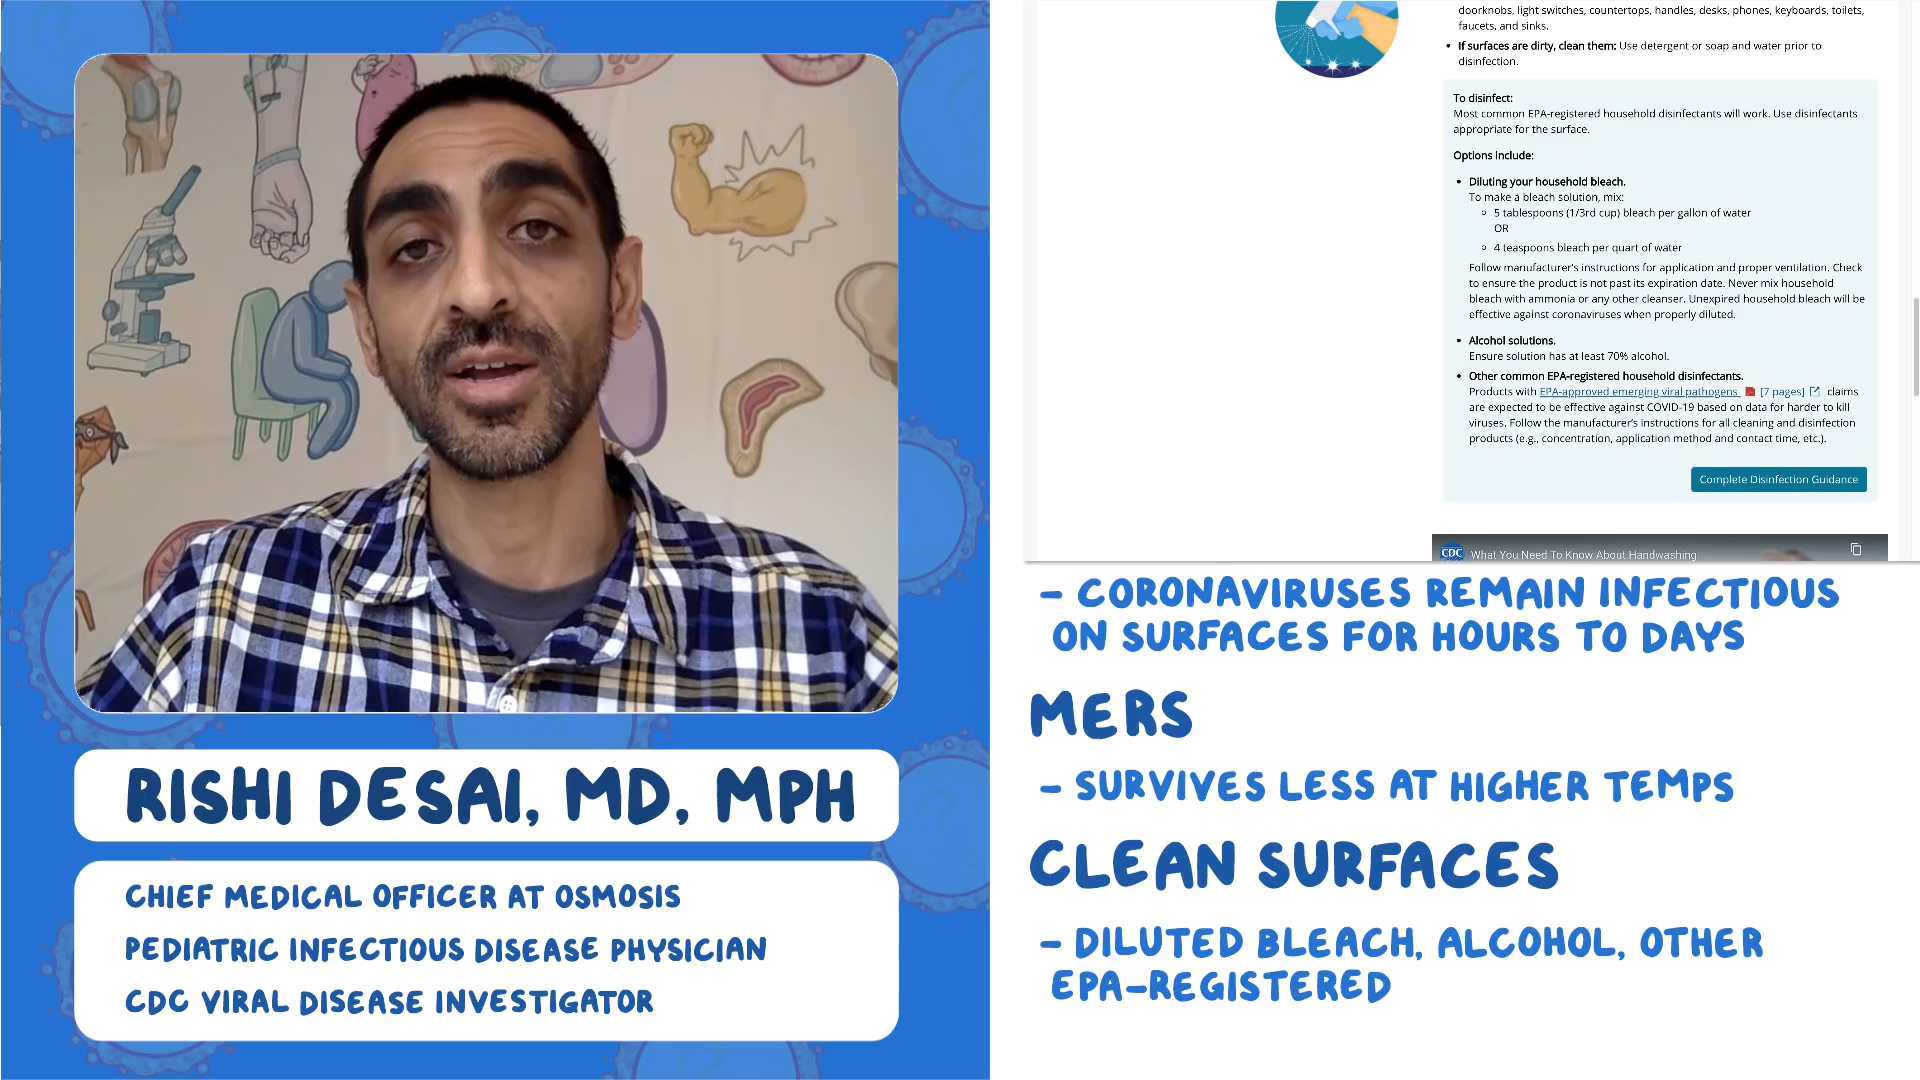 RISHI DESAI, MD, MPH
CHIEF MEDICAL OFFICER AT OSMOSIS
PEDIATRIC INFECTIOUS DISEASE PHYSICIAN
CDC VIRAL DISEASE INVESTIGATOR
doorknobs, light switches, countertops, handles, desks, phones, keyboards, toilets,
faucets, and sinks.
• If surfaces are dirty, clean them: Use detergent or soap and water prior to
disinfection.
To disinfect:
Most common EPA-registered household disinfectants will work. Use disinfectants
appropriate for the surface.
Options include:
• Diluting your household bleach.
To make a bleach solution, mix:
◦ 5 tablespoons (1/3rd cup) bleach per gallon of water
OR
◦ 4 teaspoons bleach per quart of water
Follow manufacturer's instructions for application and proper ventilation. Check
to ensure the product is not past its expiration date. Never mix household
bleach with ammonia or any other cleanser. Unexpired household bleach will be
effective against coronaviruses when properly diluted.
• Alcohol solutions.
Ensure solution has at least 70% alcohol.
• Other common EPA-registered household disinfectants.
Products with EPA-approved emerging viral pathogens [7 pages] claims
are expected to be effective against COVID-19 based on data for harder to kill
viruses. Follow the manufacturer's instructions for all cleaning and disinfection
products (e.g., concentration, application method and contact time, etc.).
Complete Disinfection Guidance
CDC What You Need To Know About Handwashing
- CORONAVIRUSES REMAIN INFECTIOUS
ON SURFACES FOR HOURS TO DAYS
MERS
- SURVIVES LESS AT HIGHER TEMPS
CLEAN SURFACES
- DILUTED BLEACH, ALCOHOL, OTHER
EPA-REGISTERED